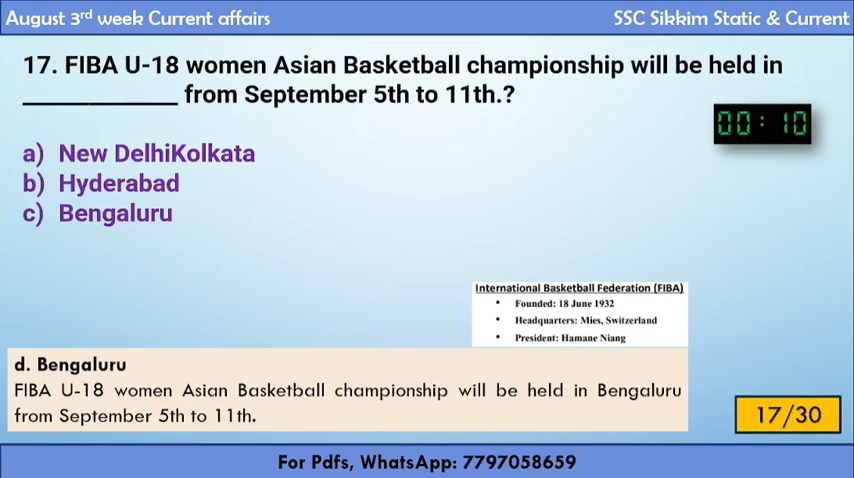 August 3rd week Current affairs
SSC Sikkim Static & Current
17. FIBA U-18 women Asian Basketball championship will be held in
____________ from September 5th to 11th.?
00:10
a) New DelhiKolkata
b) Hyderabad
c) Bengaluru
International Basketball Federation (FIBA)
• Founded: 18 June 1932
• Headquarters: Mies, Switzerland
• President: Hamane Niang
d. Bengaluru
FIBA U-18 women Asian Basketball championship will be held in Bengaluru
from September 5th to 11th.
17/30
For Pdfs, WhatsApp: 7797058659